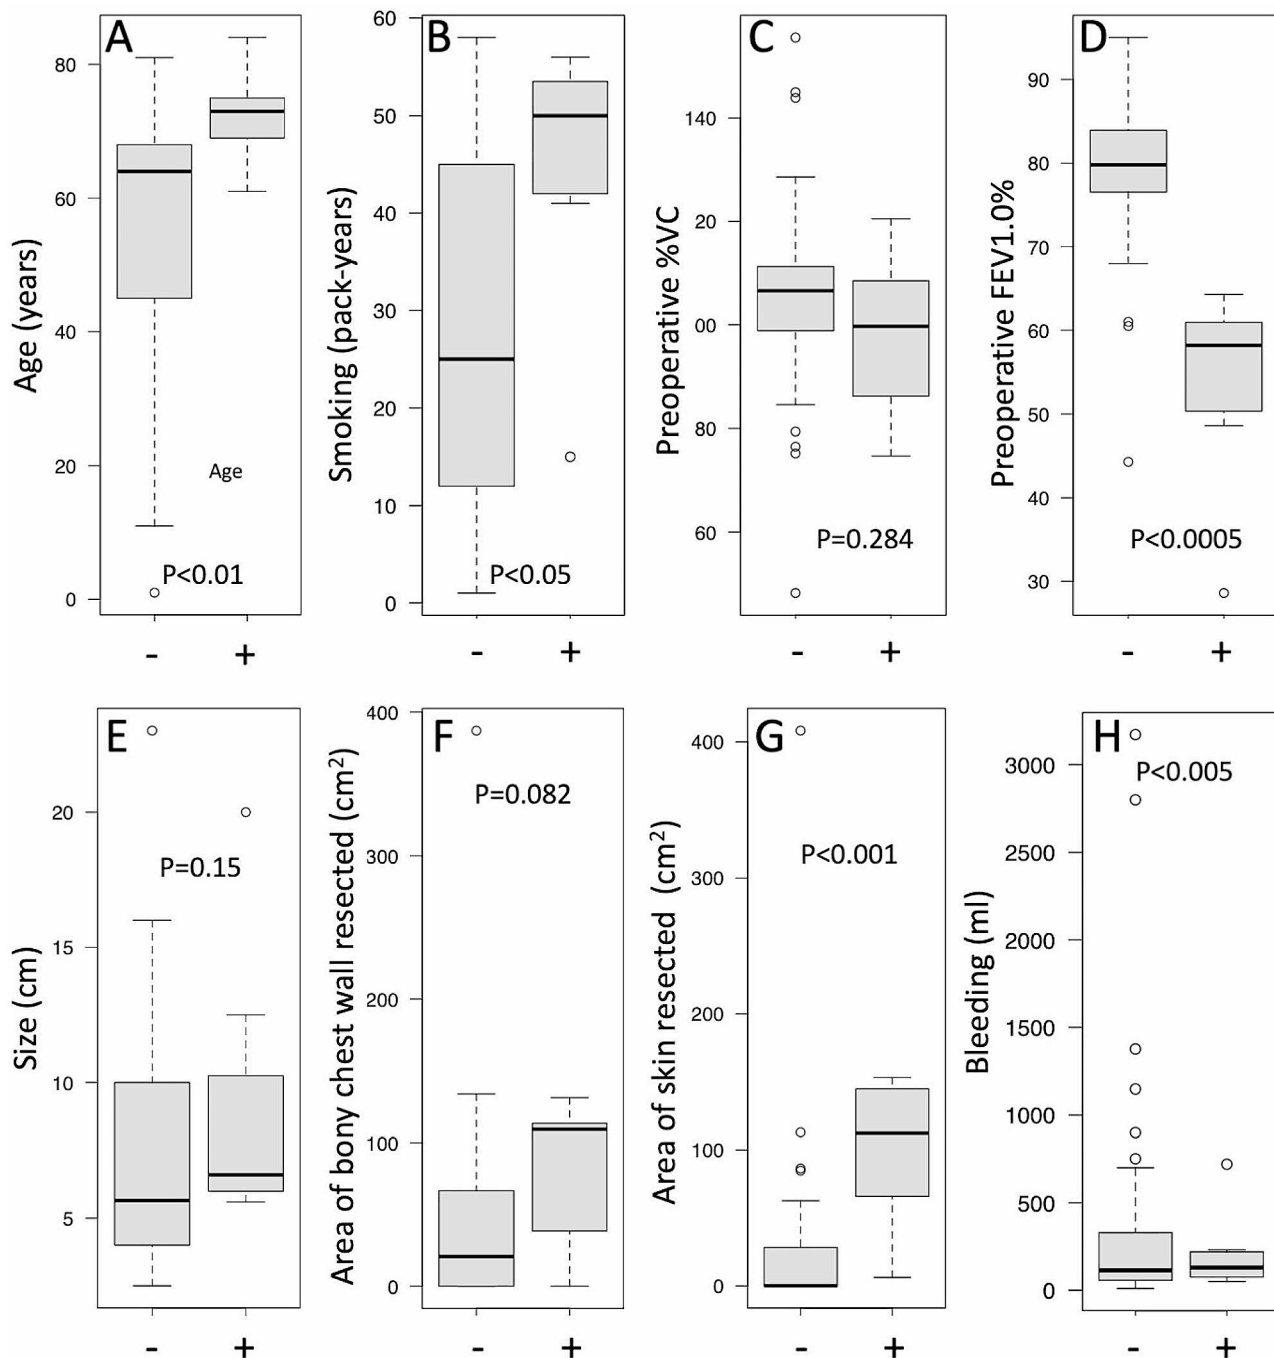 A
B
C
D
Age (years)
80
60
40
20
0
Age
P<0.01
-
+
Smoking (pack-years)
60
50
40
30
20
10
0
P<0.05
-
+
Preoperative %VC
140
20
00
80
60
P=0.284
-
+
Preoperative FEV1.0%
90
80
70
60
50
40
30
P<0.0005
-
+
E
F
G
H
Size (cm)
20
15
10
5
P=0.15
-
+
Area of bony chest wall resected (cm²)
400
300
200
100
0
P=0.082
-
+
Area of skin resected (cm²)
400
300
200
100
0
P<0.001
-
+
Bleeding (ml)
3000
2500
2000
1500
1000
500
0
P<0.005
-
+